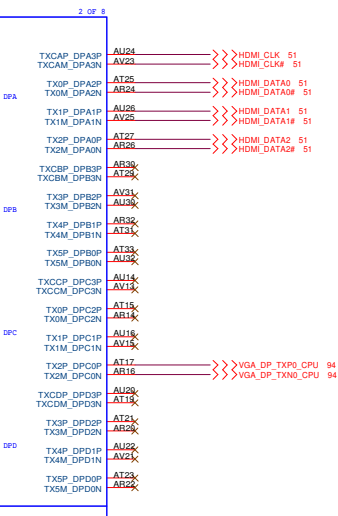 2 OF 8
DPA
TXCAP_DPA3P AU24 HDMI_CLK 51
TXCAM_DPA3N AV23 HDMI_CLK# 51
TX0P_DPA2P AT25 HDMI_DATA0 51
TX0M_DPA2N AR24 HDMI_DATA0# 51
TX1P_DPA1P AU26 HDMI_DATA1 51
TX1M_DPA1N AV25 HDMI_DATA1# 51
TX2P_DPA0P AT27 HDMI_DATA2 51
TX2M_DPA0N AR26 HDMI_DATA2# 51
DPB
TXCBP_DPB3P AR30
TXCBM_DPB3N AT29
TX3P_DPB2P AV31
TX3M_DPB2N AU30
TX4P_DPB1P AR32
TX4M_DPB1N AT31
TX5P_DPB0P AT33
TX5M_DPB0N AU32
DPC
TXCCP_DPC3P AU14
TXCCM_DPC3N AV13
TX0P_DPC2P AT15
TX0M_DPC2N AR14
TX1P_DPC1P AU16
TX1M_DPC1N AV15
TX2P_DPC0P AT17 VGA_DP_TXP0_CPU 94
TX2M_DPC0N AR16 VGA_DP_TXN0_CPU 94
DPD
TXCDP_DPD3P AU20
TXCDM_DPD3N AT19
TX3P_DPD2P AT21
TX3M_DPD2N AR20
TX4P_DPD1P AU22
TX4M_DPD1N AV21
TX5P_DPD0P AT23
TX5M_DPD0N AR22